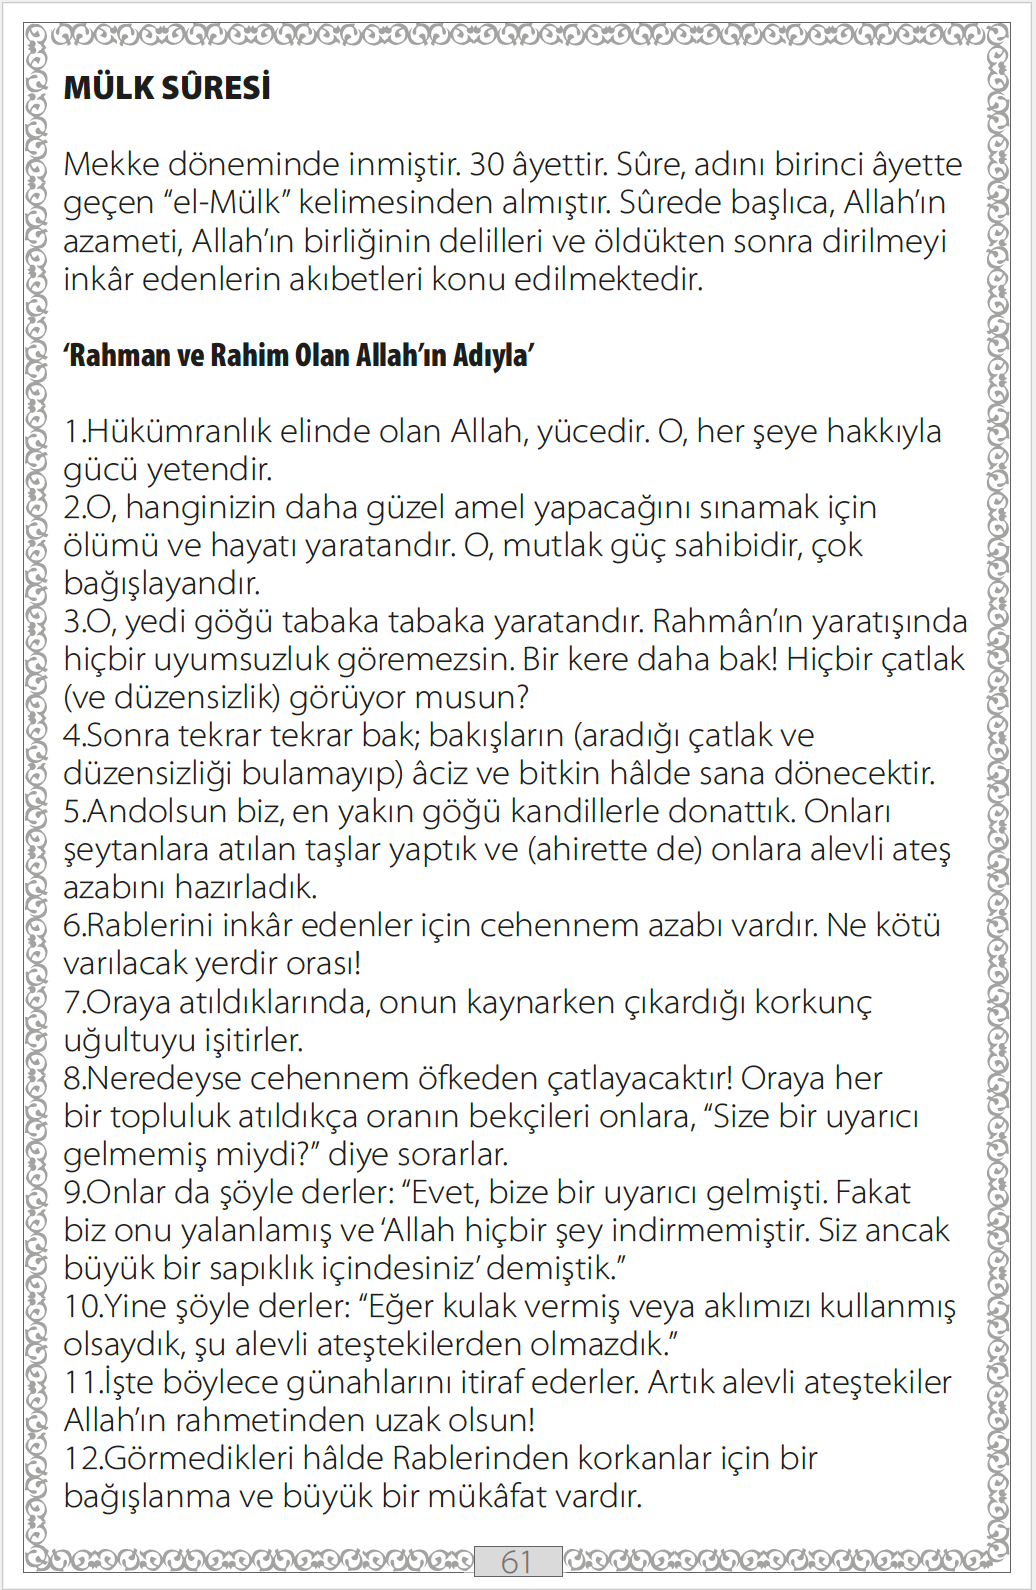 MÜLK SÛRESİ
Mekke döneminde inmiştir. 30 âyettir. Sûre, adını birinci âyette
geçen “el-Mülk” kelimesinden almıştır. Sûrede başlıca, Allah’ın
azameti, Allah’ın birliğinin delilleri ve öldükten sonra dirilmeyi
inkâr edenlerin akıbetleri konu edilmektedir.
‘Rahman ve Rahim Olan Allah’ın Adıyla’
1.Hükümranlık elinde olan Allah, yücedir. O, her şeye hakkıyla
gücü yetendir.
2.O, hanginizin daha güzel amel yapacağını sınamak için
ölümü ve hayatı yaratandır. O, mutlak güç sahibidir, çok
bağışlayandır.
3.O, yedi göğü tabaka tabaka yaratandır. Rahmân’ın yaratışında
hiçbir uyumsuzluk göremezsin. Bir kere daha bak! Hiçbir çatlak
(ve düzensizlik) görüyor musun?
4.Sonra tekrar tekrar bak; bakışların (aradığı çatlak ve
düzensizliği bulamayıp) âciz ve bitkin hâlde sana dönecektir.
5.Andolsun biz, en yakın göğü kandillerle donattık. Onları
şeytanlara atılan taşlar yaptık ve (ahirette de) onlara alevli ateş
azabını hazırladık.
6.Rablerini inkâr edenler için cehennem azabı vardır. Ne kötü
varılacak yerdir orası!
7.Oraya atıldıklarında, onun kaynarken çıkardığı korkunç
uğultuyu işitirler.
8.Neredeyse cehennem öfkeden çatlayacaktır! Oraya her
bir topluluk atıldıkça oranın bekçileri onlara, “Size bir uyarıcı
gelmemiş miydi?” diye sorarlar.
9.Onlar da şöyle derler: “Evet, bize bir uyarıcı gelmişti. Fakat
biz onu yalanlamış ve ‘Allah hiçbir şey indirmemiştir. Siz ancak
büyük bir sapıklık içindesiniz’ demiştik.”
10.Yine şöyle derler: “Eğer kulak vermiş veya aklımızı kullanmış
olsaydık, şu alevli ateştekilerden olmazdık.”
11.İşte böylece günahlarını itiraf ederler. Artık alevli ateştekiler
Allah’ın rahmetinden uzak olsun!
12.Görmedikleri hâlde Rablerinden korkanlar için bir
bağışlanma ve büyük bir mükâfat vardır.
61